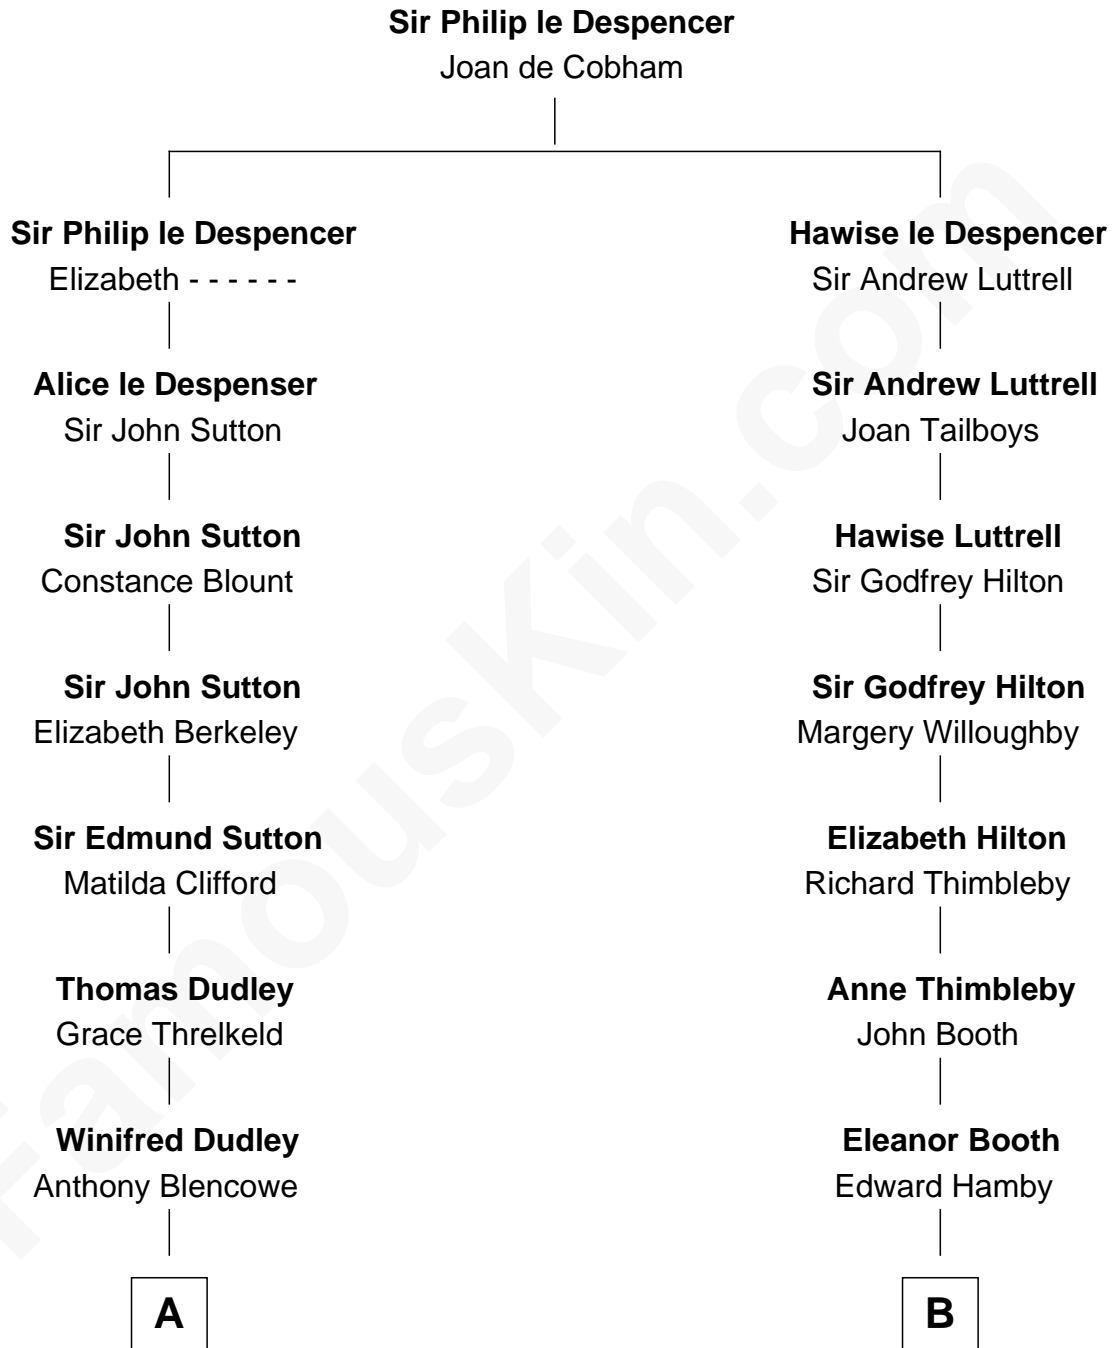 Sir Philip le Despencer
Joan de Cobham
Sir Philip le Despencer
Elizabeth - - - - - -
Hawise le Despencer
Sir Andrew Luttrell
Alice le Despenser
Sir John Sutton
Sir Andrew Luttrell
Joan Tailboys
Sir John Sutton
Constance Blount
Hawise Luttrell
Sir Godfrey Hilton
Sir John Sutton
Elizabeth Berkeley
Sir Godfrey Hilton
Margery Willoughby
Sir Edmund Sutton
Matilda Clifford
Elizabeth Hilton
Richard Thimbleby
Thomas Dudley
Grace Threlkeld
Anne Thimbleby
John Booth
Winifred Dudley
Anthony Blencowe
Eleanor Booth
Edward Hamby
A
B
FamousKin.com